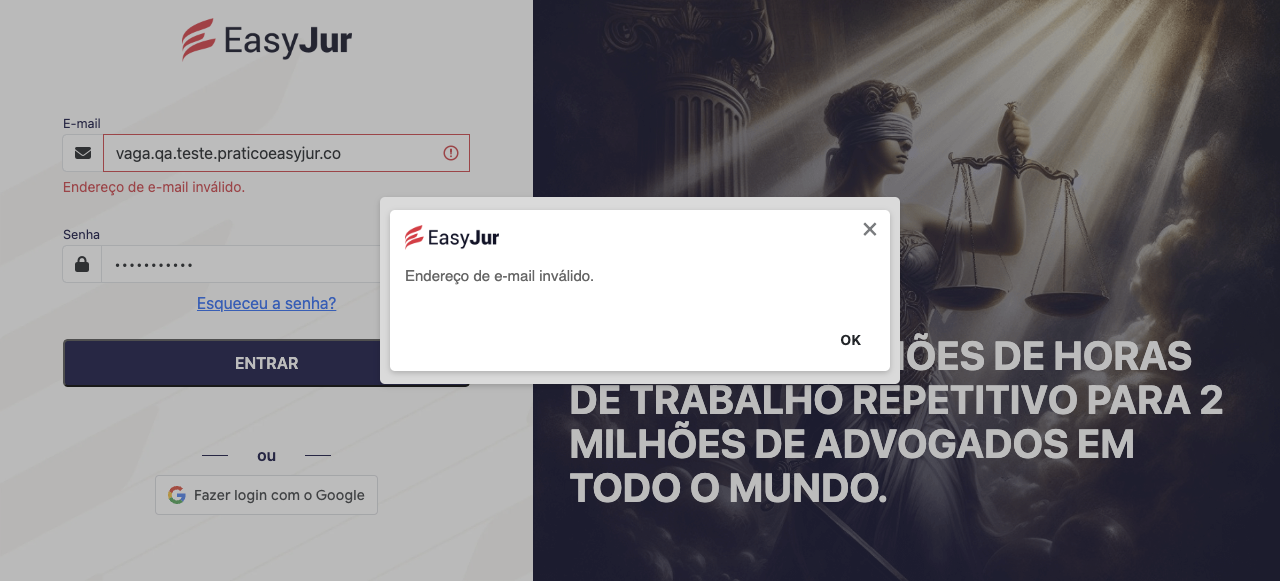 EasyJur
E-mail
vaga.qa.teste.praticoeasyjur.co
Endereço de e-mail inválido.
Senha
•••••••••••
Esqueceu a senha?
ENTRAR
ou
Fazer login com o Google
EasyJur
Endereço de e-mail inválido.
OK
DE HORAS
DE TRABALHO REPETITIVO PARA 2
MILHÕES DE ADVOGADOS EM
TODO O MUNDO.